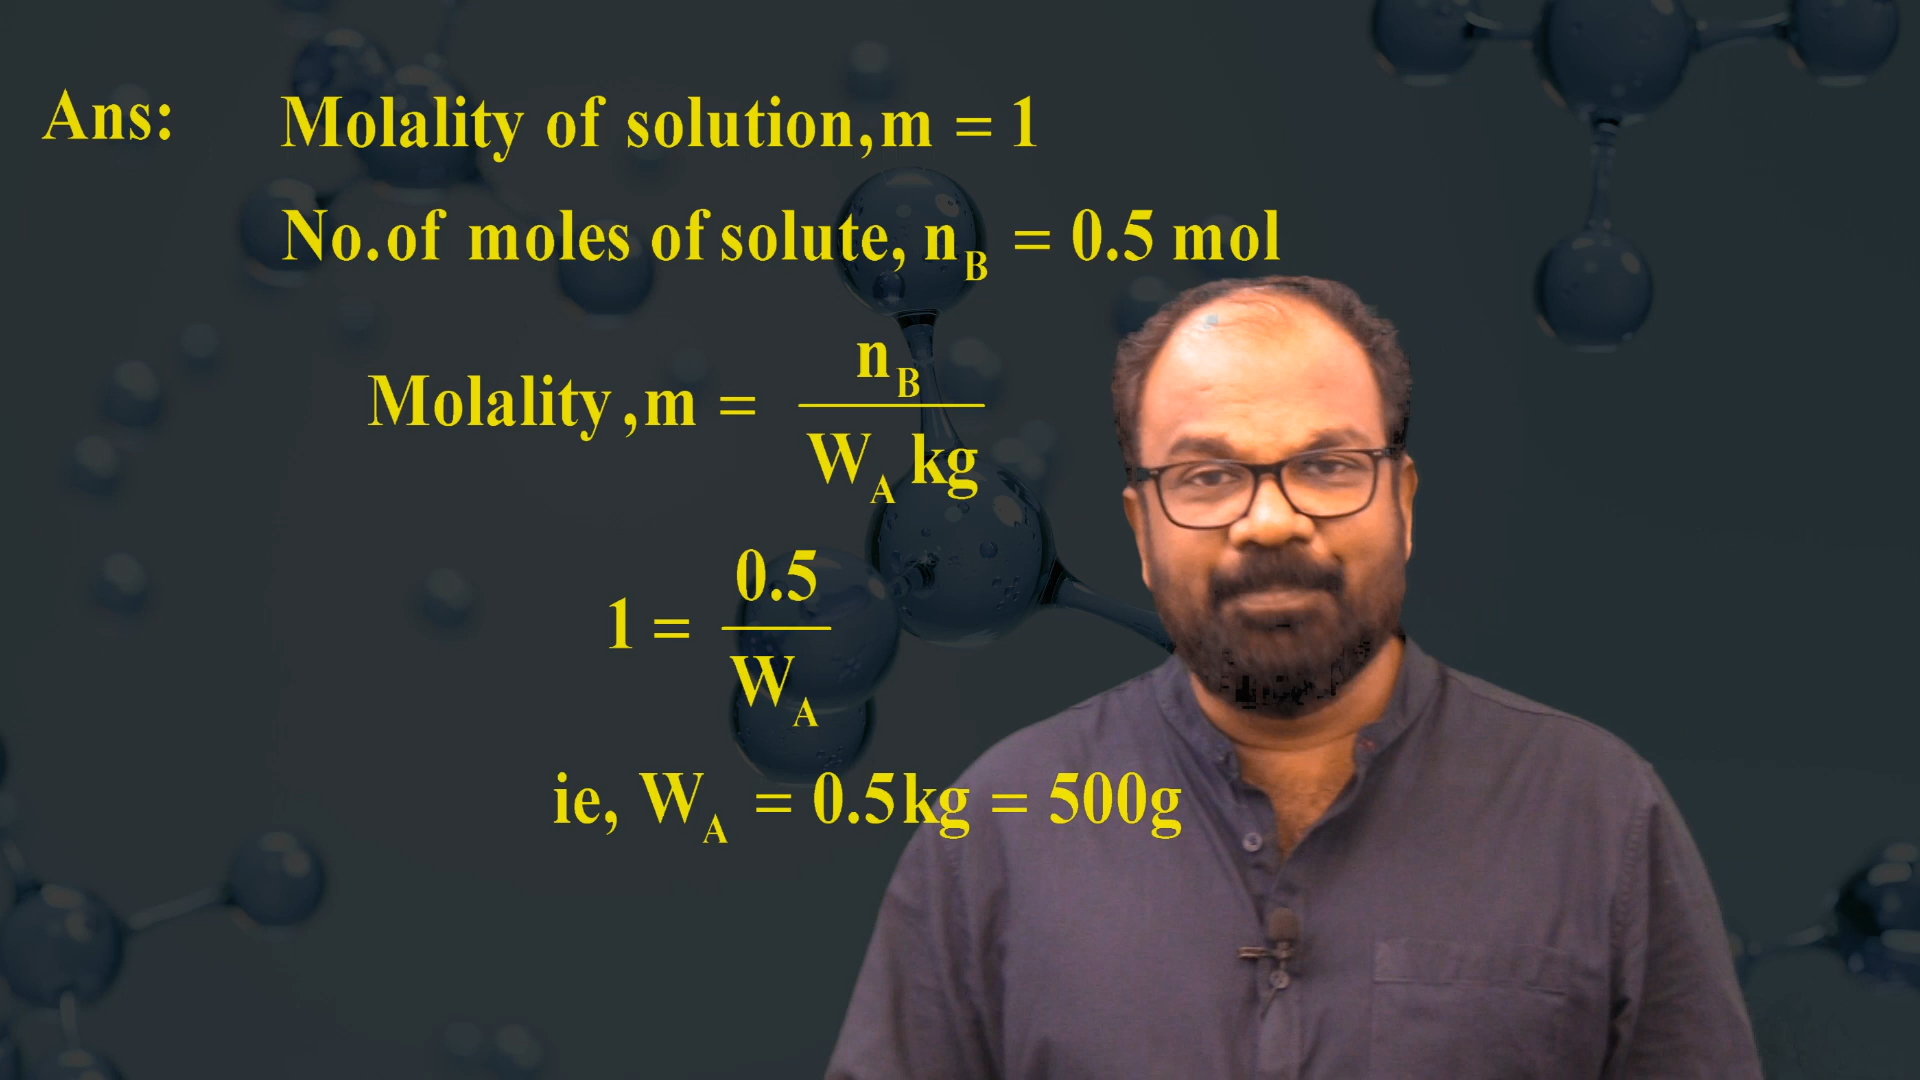 Ans: Molality of solution,m = 1
No.of moles of solute, n_B = 0.5 mol
Molality ,m = n_B / W_A kg
1 = 0.5 / W_A
ie, W_A = 0.5kg = 500g